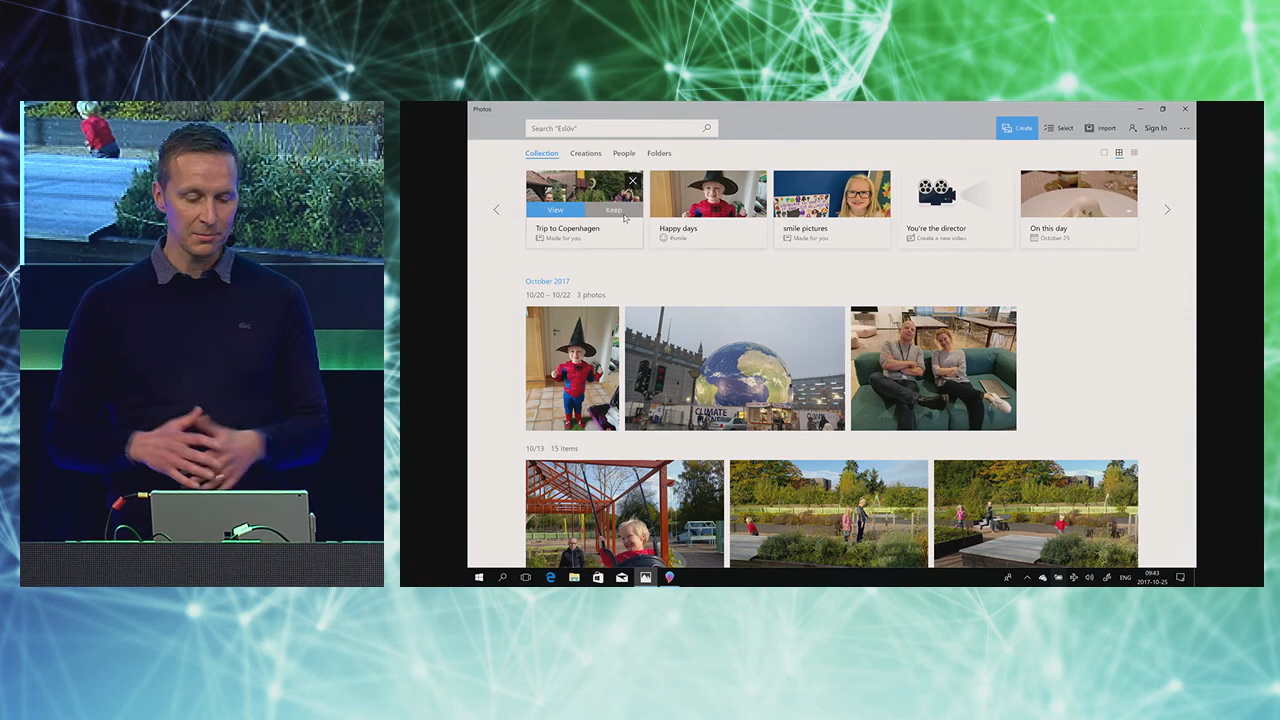 Photos
Search "Eslöv"
Create
Select
Import
Sign In
Collection
Creations
People
Folders
View
Keep
Trip to Copenhagen
Made for you
Happy days
#smile
smile pictures
Made for you
You're the director
Create a new video
On this day
October 25
October 2017
10/20 – 10/22 3 photos
CLIMATE
10/13 15 items
ENG
09:43
2017-10-25